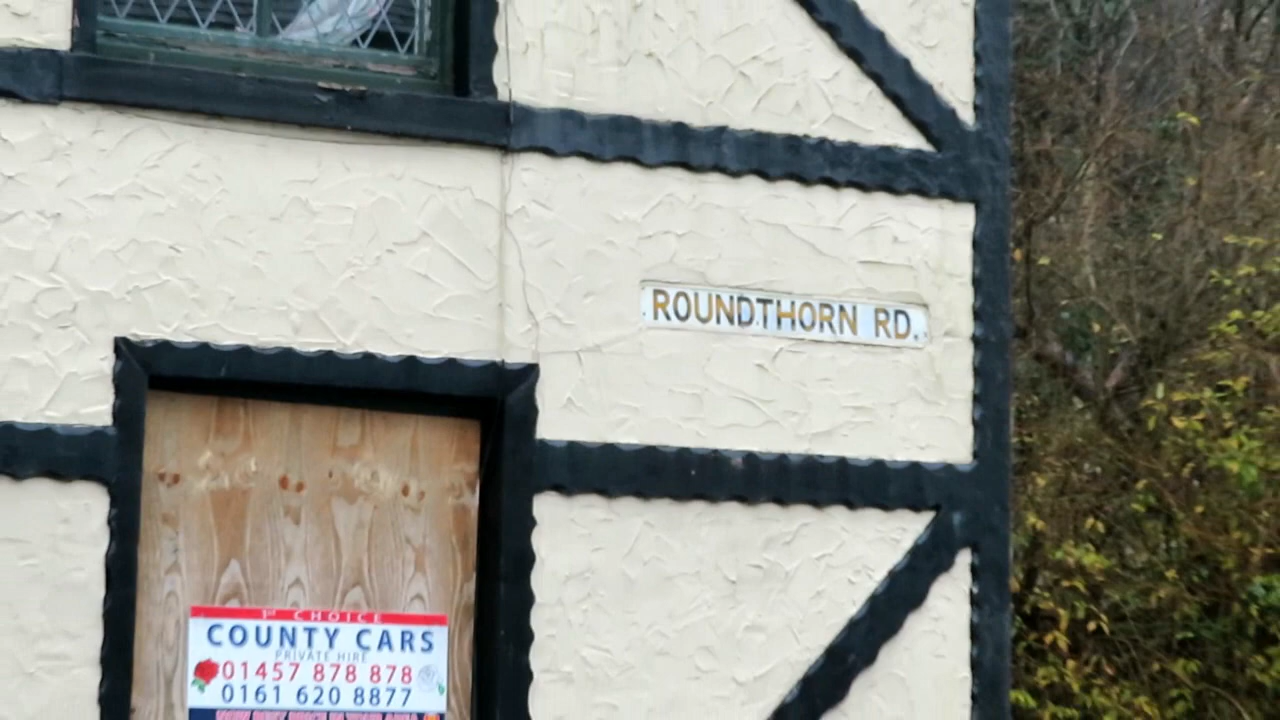 ROUNDTHORN RD.
1ST CHOICE
COUNTY CARS
PRIVATE HIRE
01457 878 878
0161 620 8877